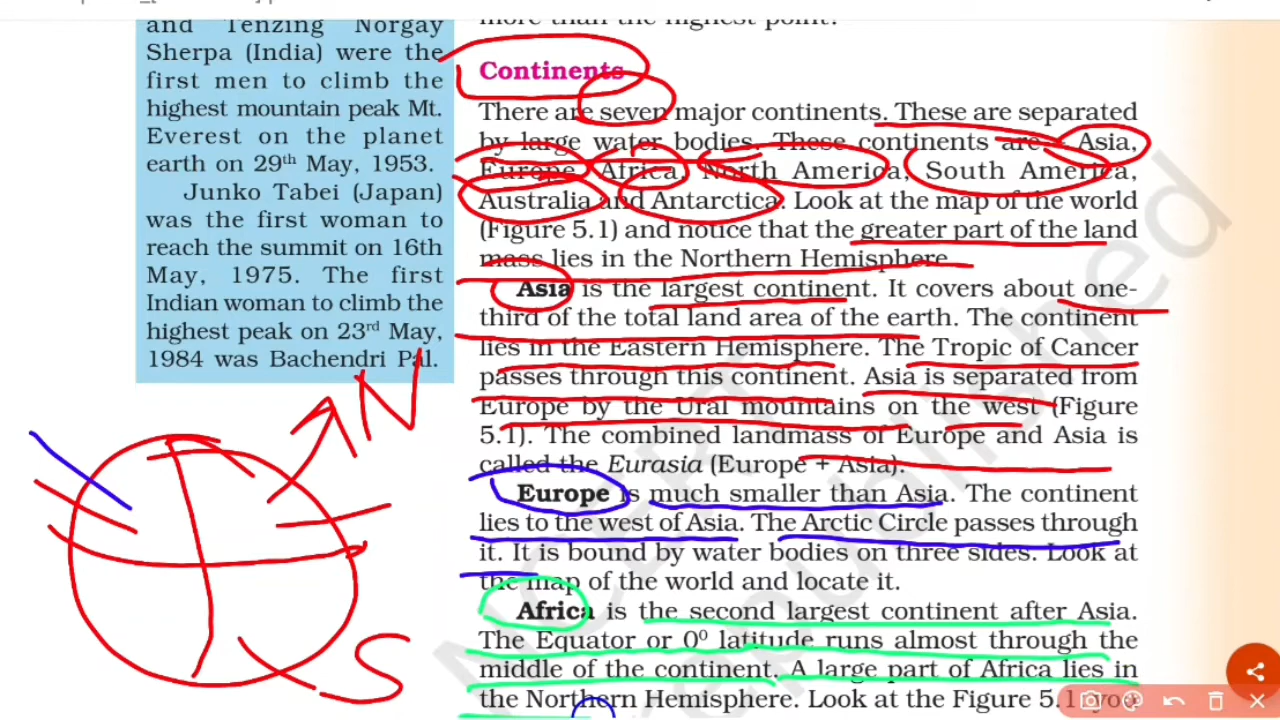 and Tenzing Norgay
Sherpa (India) were the
first men to climb the
highest mountain peak Mt.
Everest on the planet
earth on 29th May, 1953.
Junko Tabei (Japan)
was the first woman to
reach the summit on 16th
May, 1975. The first
Indian woman to climb the
highest peak on 23rd May,
1984 was Bachendri Pal.
N
S
more than the highest point?
Continents
There are seven major continents. These are separated
by large water bodies. These continents are – Asia,
Europe, Africa, North America, South America,
Australia and Antarctica. Look at the map of the world
(Figure 5.1) and notice that the greater part of the land
mass lies in the Northern Hemisphere.
Asia is the largest continent. It covers about one-
third of the total land area of the earth. The continent
lies in the Eastern Hemisphere. The Tropic of Cancer
passes through this continent. Asia is separated from
Europe by the Ural mountains on the west (Figure
5.1). The combined landmass of Europe and Asia is
called the Eurasia (Europe + Asia).
Europe is much smaller than Asia. The continent
lies to the west of Asia. The Arctic Circle passes through
it. It is bound by water bodies on three sides. Look at
the map of the world and locate it.
Africa is the second largest continent after Asia.
The Equator or 0⁰ latitude runs almost through the
middle of the continent. A large part of Africa lies in
the Northern Hemisphere. Look at the Figure 5.1 you
NCERT
republished